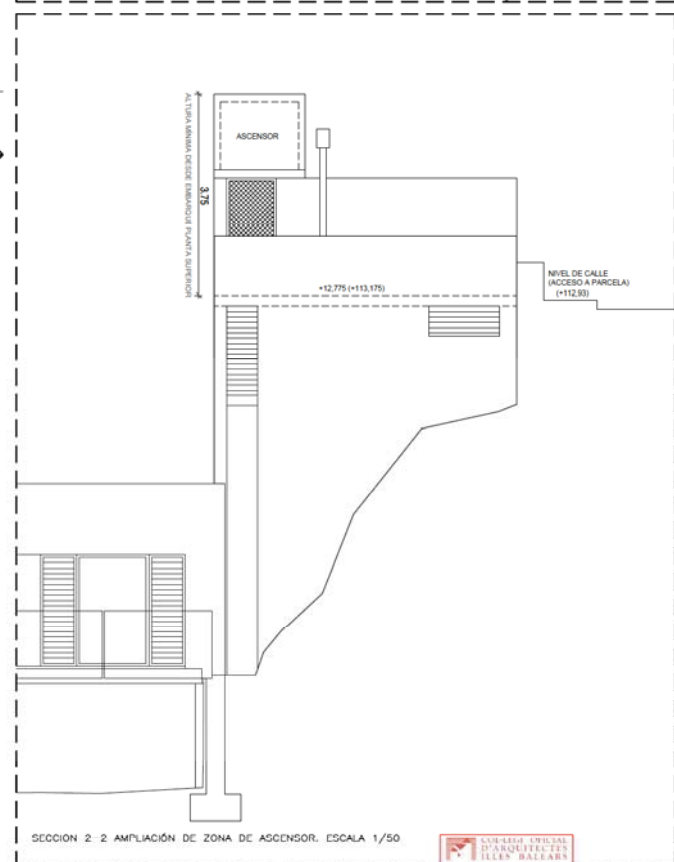 ASCENSOR
ALTURA MÍNIMA DESDE EMBARQUE PLANTA SUPERIOR
3.75
+12,775 (+113,175)
NIVEL DE CALLE
(ACCESO A PARCELA)
(+112,93)
SECCION 2-2 AMPLIACIÓN DE ZONA DE ASCENSOR. ESCALA 1/50
COL·LEGI OFICIAL
D'ARQUITECTES
ILLES BALEARS